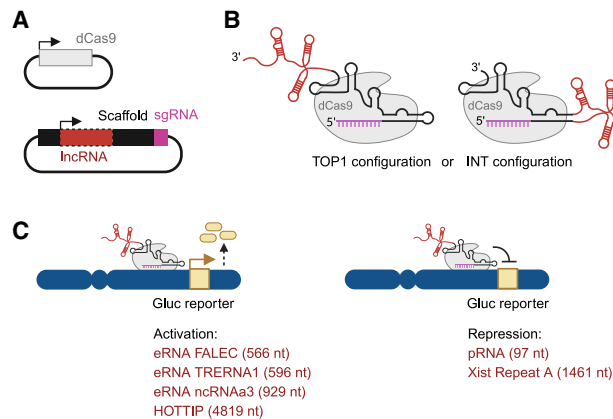 A
dCas9
Scaffold
sgRNA
lncRNA
B
3'
dCas9
5'
3'
dCas9
5'
TOP1 configuration or INT configuration
C
Gluc reporter
Activation:
eRNA FALEC (566 nt)
eRNA TRERNA1 (596 nt)
eRNA ncRNAa3 (929 nt)
HOTTIP (4819 nt)
Gluc reporter
Repression:
pRNA (97 nt)
Xist Repeat A (1461 nt)